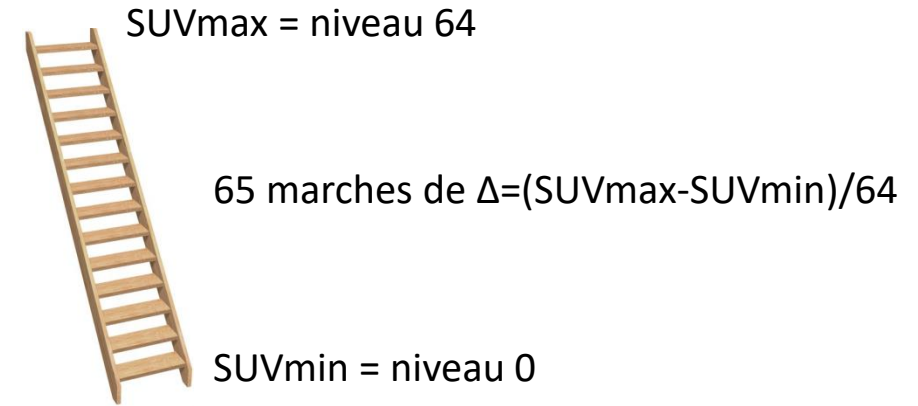 SUVmax = niveau 64
65 marches de Δ=(SUVmax-SUVmin)/64
SUVmin = niveau 0